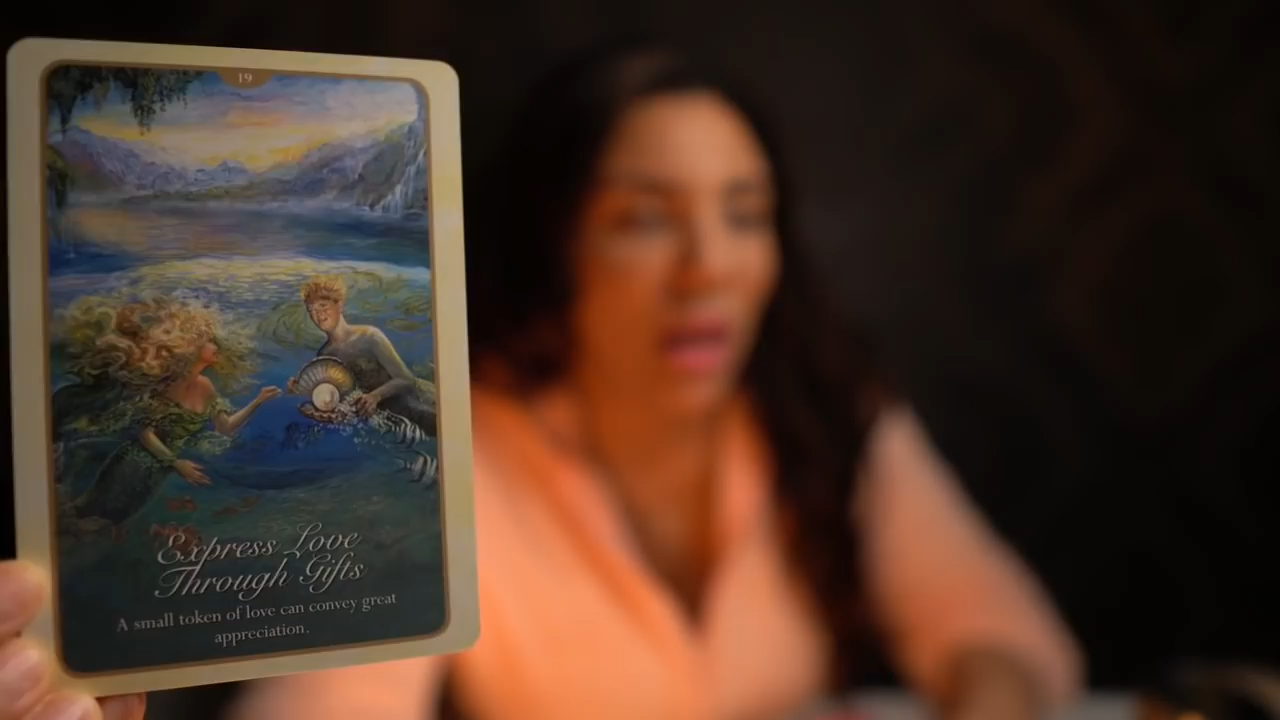 19
Express Love
Through Gifts
A small token of love can convey great
appreciation.